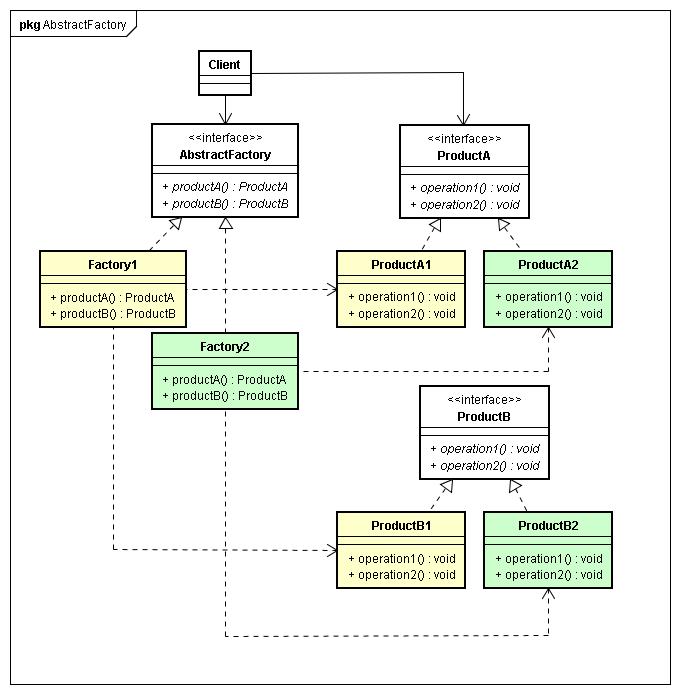 pkg AbstractFactory
Client
<<interface>>
AbstractFactory
+ productA() : ProductA
+ productB() : ProductB
<<interface>>
ProductA
+ operation1() : void
+ operation2() : void
Factory1
+ productA() : ProductA
+ productB() : ProductB
ProductA1
+ operation1() : void
+ operation2() : void
ProductA2
+ operation1() : void
+ operation2() : void
Factory2
+ productA() : ProductA
+ productB() : ProductB
<<interface>>
ProductB
+ operation1() : void
+ operation2() : void
ProductB1
+ operation1() : void
+ operation2() : void
ProductB2
+ operation1() : void
+ operation2() : void